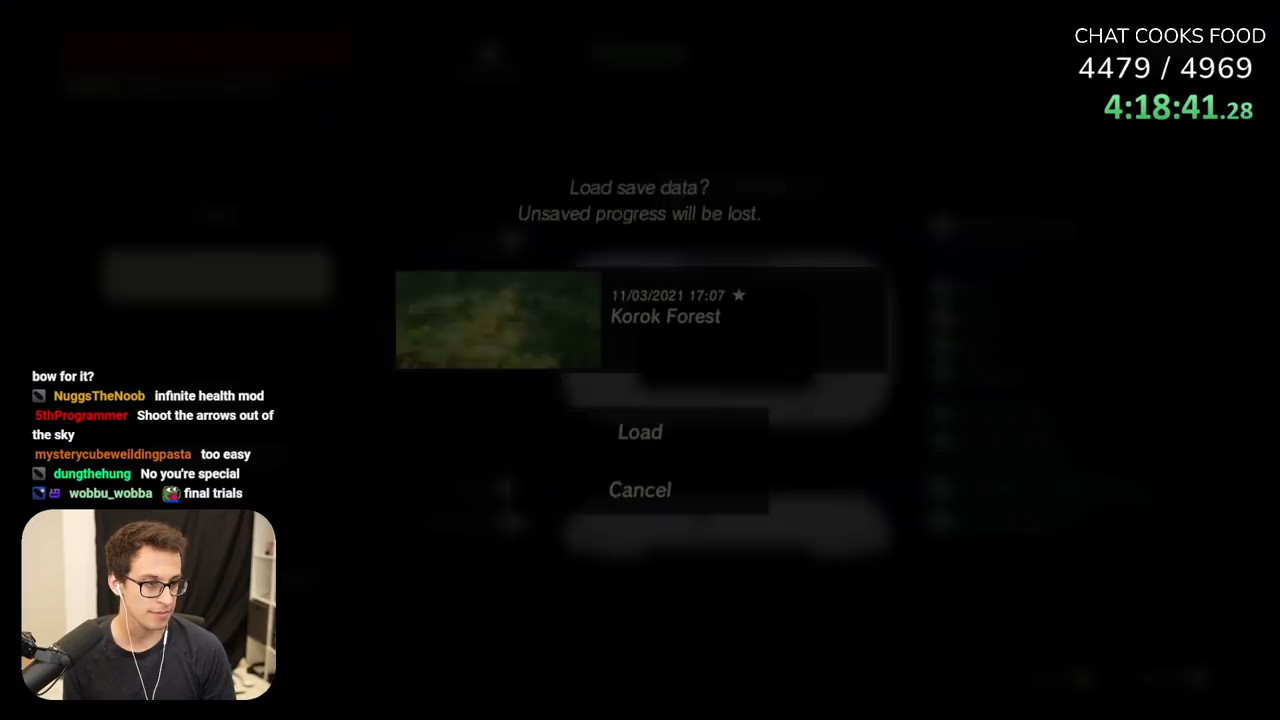 CHAT COOKS FOOD
4479 / 4969
4:18:41.28
Load save data?
Unsaved progress will be lost.
11/03/2021 17:07 ★
Korok Forest
Load
Cancel
bow for it?
NuggsTheNoob infinite health mod
5thProgrammer Shoot the arrows out of
the sky
mysterycubeweildingpasta too easy
dungthehung No you're special
wobbu_wobba final trials